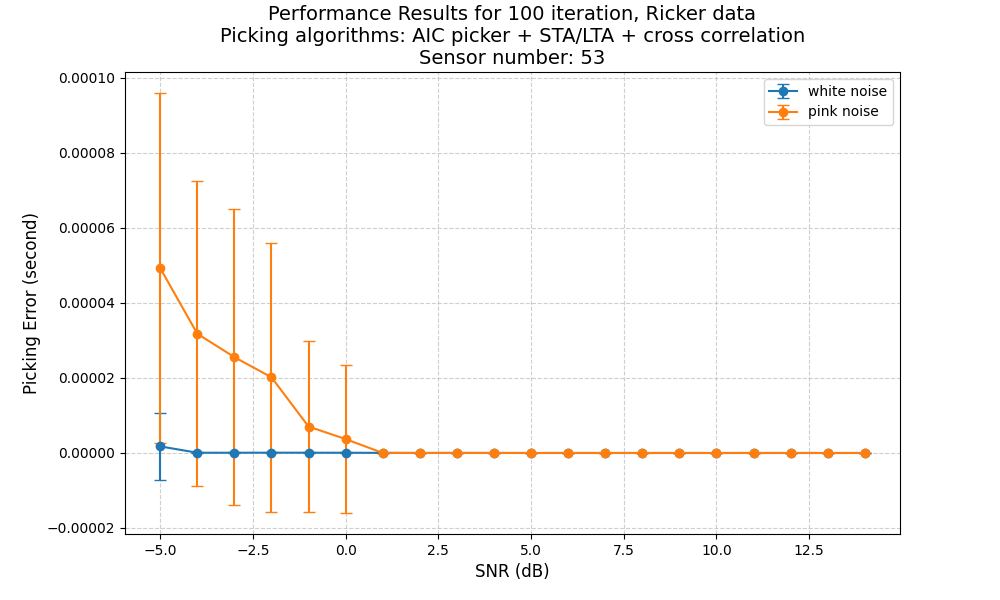 Performance Results for 100 iteration, Ricker data
Picking algorithms: AIC picker + STA/LTA + cross correlation
Sensor number: 53
white noise
pink noise
Picking Error (second)
0.00010
0.00008
0.00006
0.00004
0.00002
0.00000
−0.00002
−5.0 −2.5 0.0 2.5 5.0 7.5 10.0 12.5
SNR (dB)